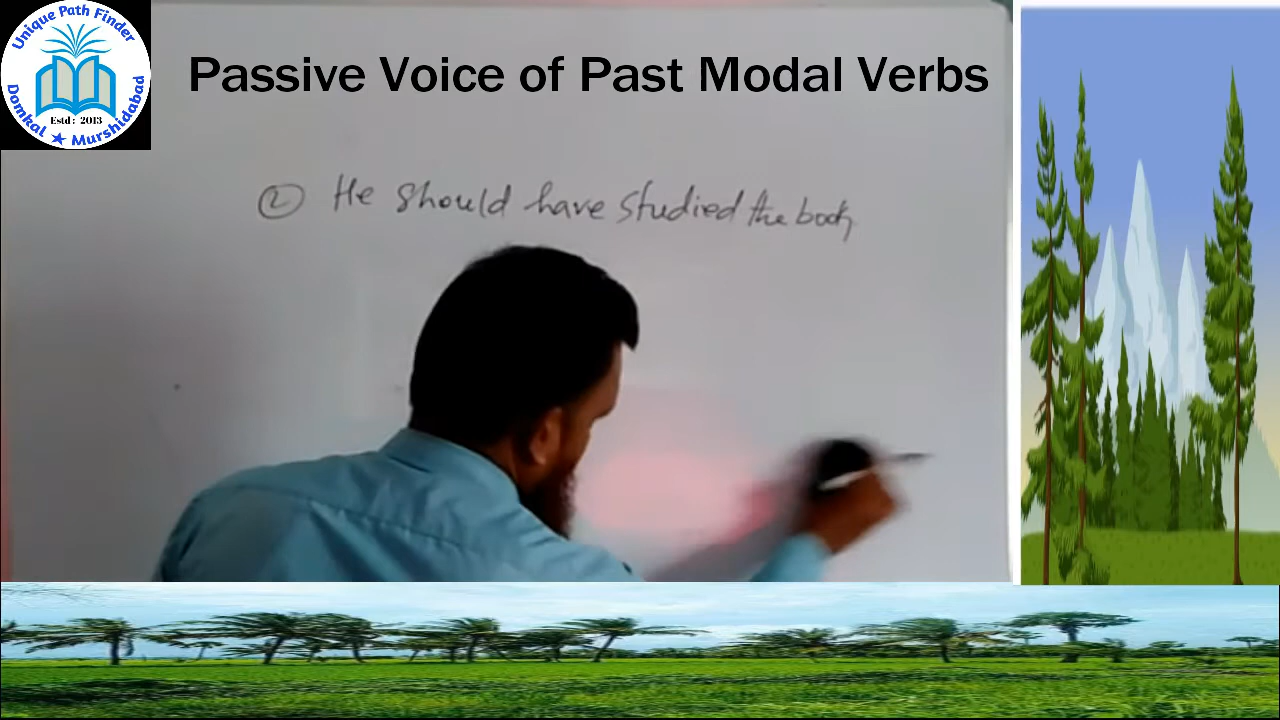 Unique Path Finder
Estd : 2013
Domkal ★ Murshidabad
Passive Voice of Past Modal Verbs
② He should have studied the body